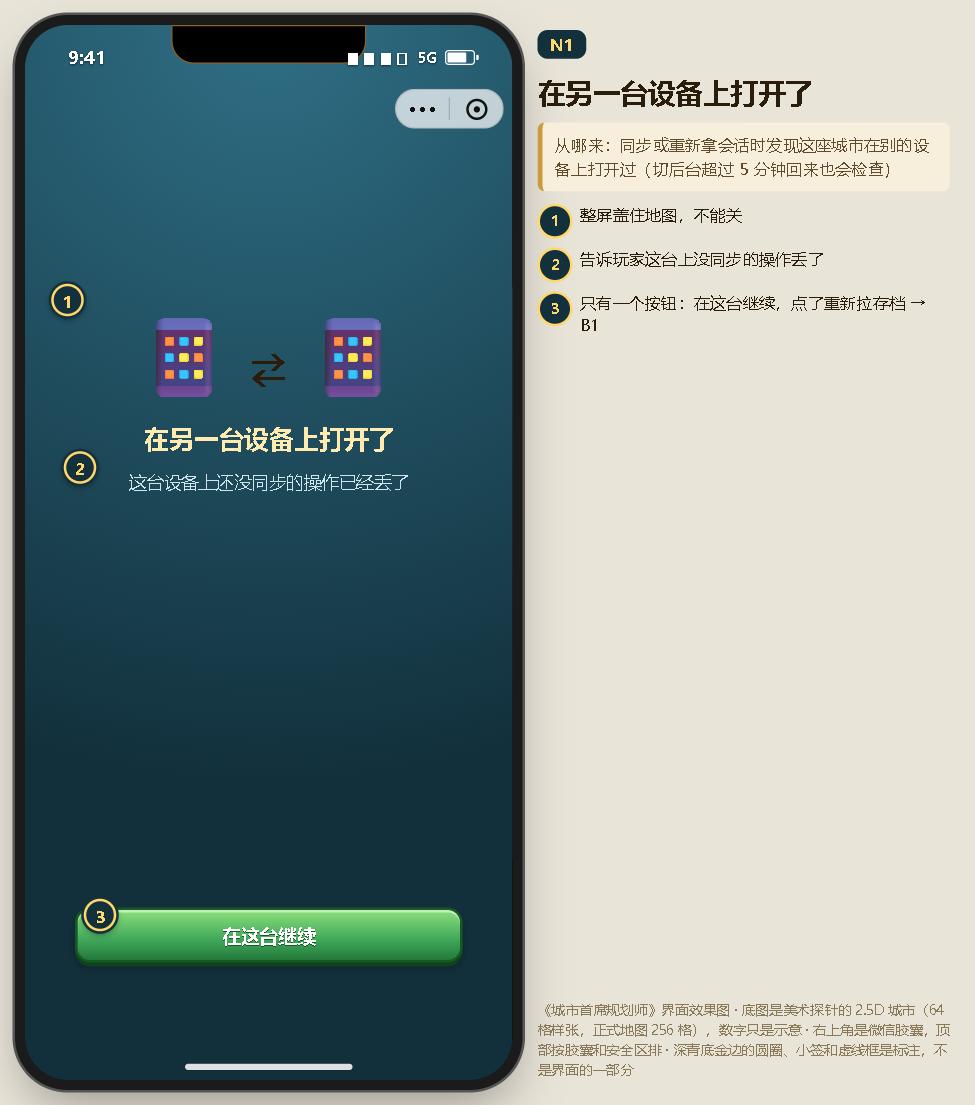 9:41
5G
1
在另一台设备上打开了
2
这台设备上还没同步的操作已经丢了
3
在这台继续
N1
在另一台设备上打开了
从哪来：同步或重新拿会话时发现这座城市在别的设
备上打开过（切后台超过 5 分钟回来也会检查）
1 整屏盖住地图，不能关
2 告诉玩家这台上没同步的操作丢了
3 只有一个按钮：在这台继续，点了重新拉存档 →
B1
《城市首席规划师》界面效果图 · 底图是美术探针的 2.5D 城市（64
格样张，正式地图 256 格），数字只是示意 · 右上角是微信胶囊，顶
部按胶囊和安全区排 · 深青底金边的圆圈、小签和虚线框是标注，不
是界面的一部分